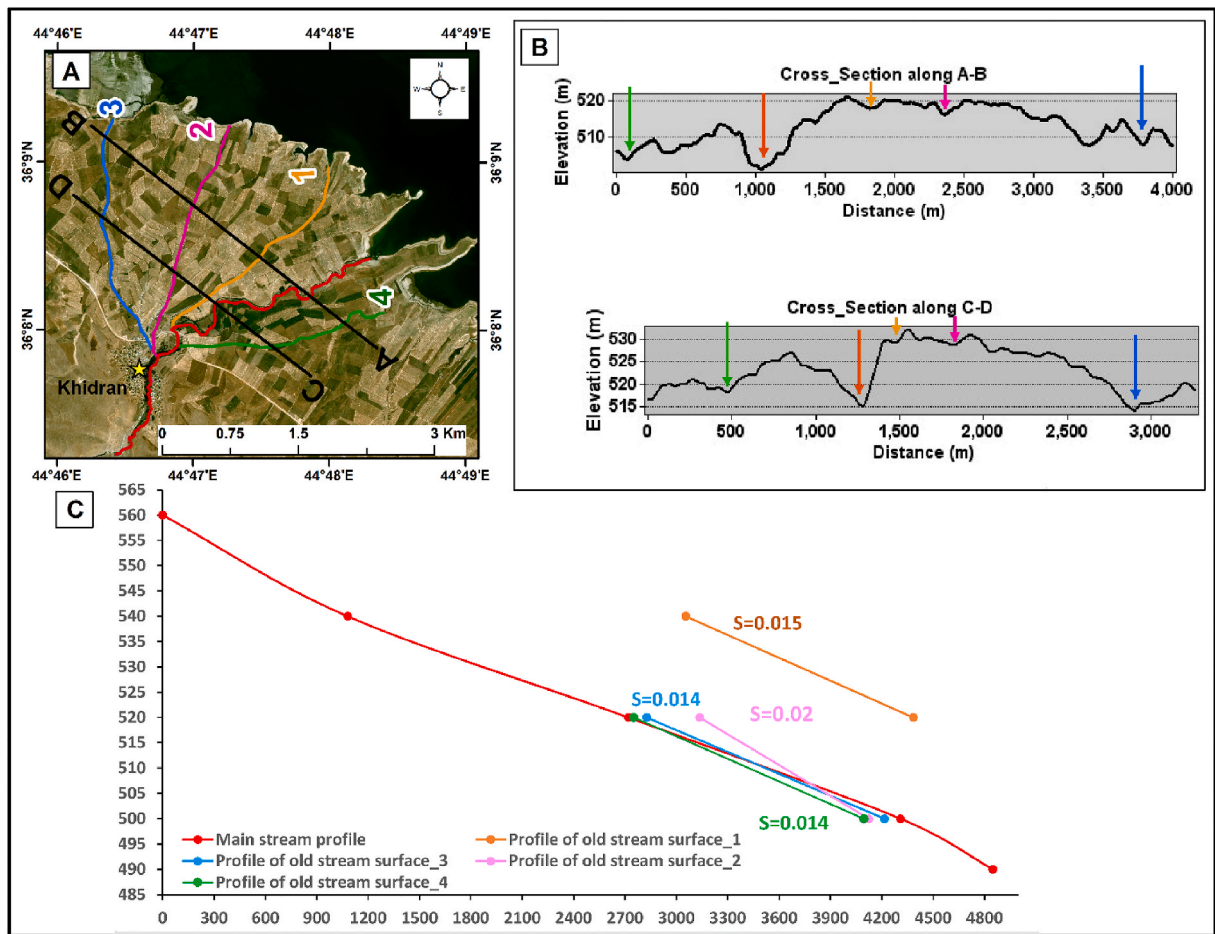 44°46'E 44°47'E 44°48'E 44°49'E
A
N
W E
S
36°9'N
36°8'N
3
B
2
1
D
4
A
C
Khidran
0 0.75 1.5 3 Km
36°9'N
36°8'N
44°46'E 44°47'E 44°48'E 44°49'E
B
Cross_Section along A-B
Elevation (m)
520
510
0 500 1,000 1,500 2,000 2,500 3,000 3,500 4,000
Distance (m)
Cross_Section along C-D
Elevation (m)
530
520
515
0 500 1,000 1,500 2,000 2,500 3,000
Distance (m)
C
565
560
555
550
545
540
535
530
525
520
515
510
505
500
495
490
485
S=0.015
S=0.014
S=0.02
S=0.014
Main stream profile
Profile of old stream surface_1
Profile of old stream surface_3
Profile of old stream surface_2
Profile of old stream surface_4
0 300 600 900 1200 1500 1800 2100 2400 2700 3000 3300 3600 3900 4200 4500 4800